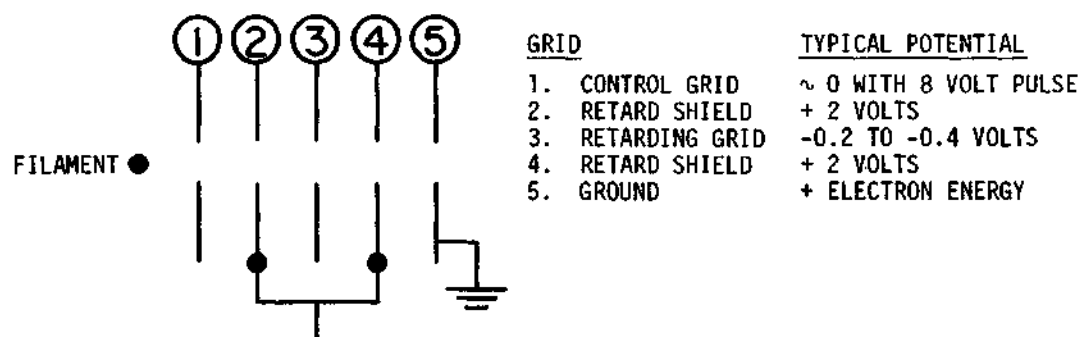 1 2 3 4 5
GRID TYPICAL POTENTIAL
1. CONTROL GRID ~ 0 WITH 8 VOLT PULSE
2. RETARD SHIELD + 2 VOLTS
3. RETARDING GRID -0.2 TO -0.4 VOLTS
4. RETARD SHIELD + 2 VOLTS
5. GROUND + ELECTRON ENERGY
FILAMENT